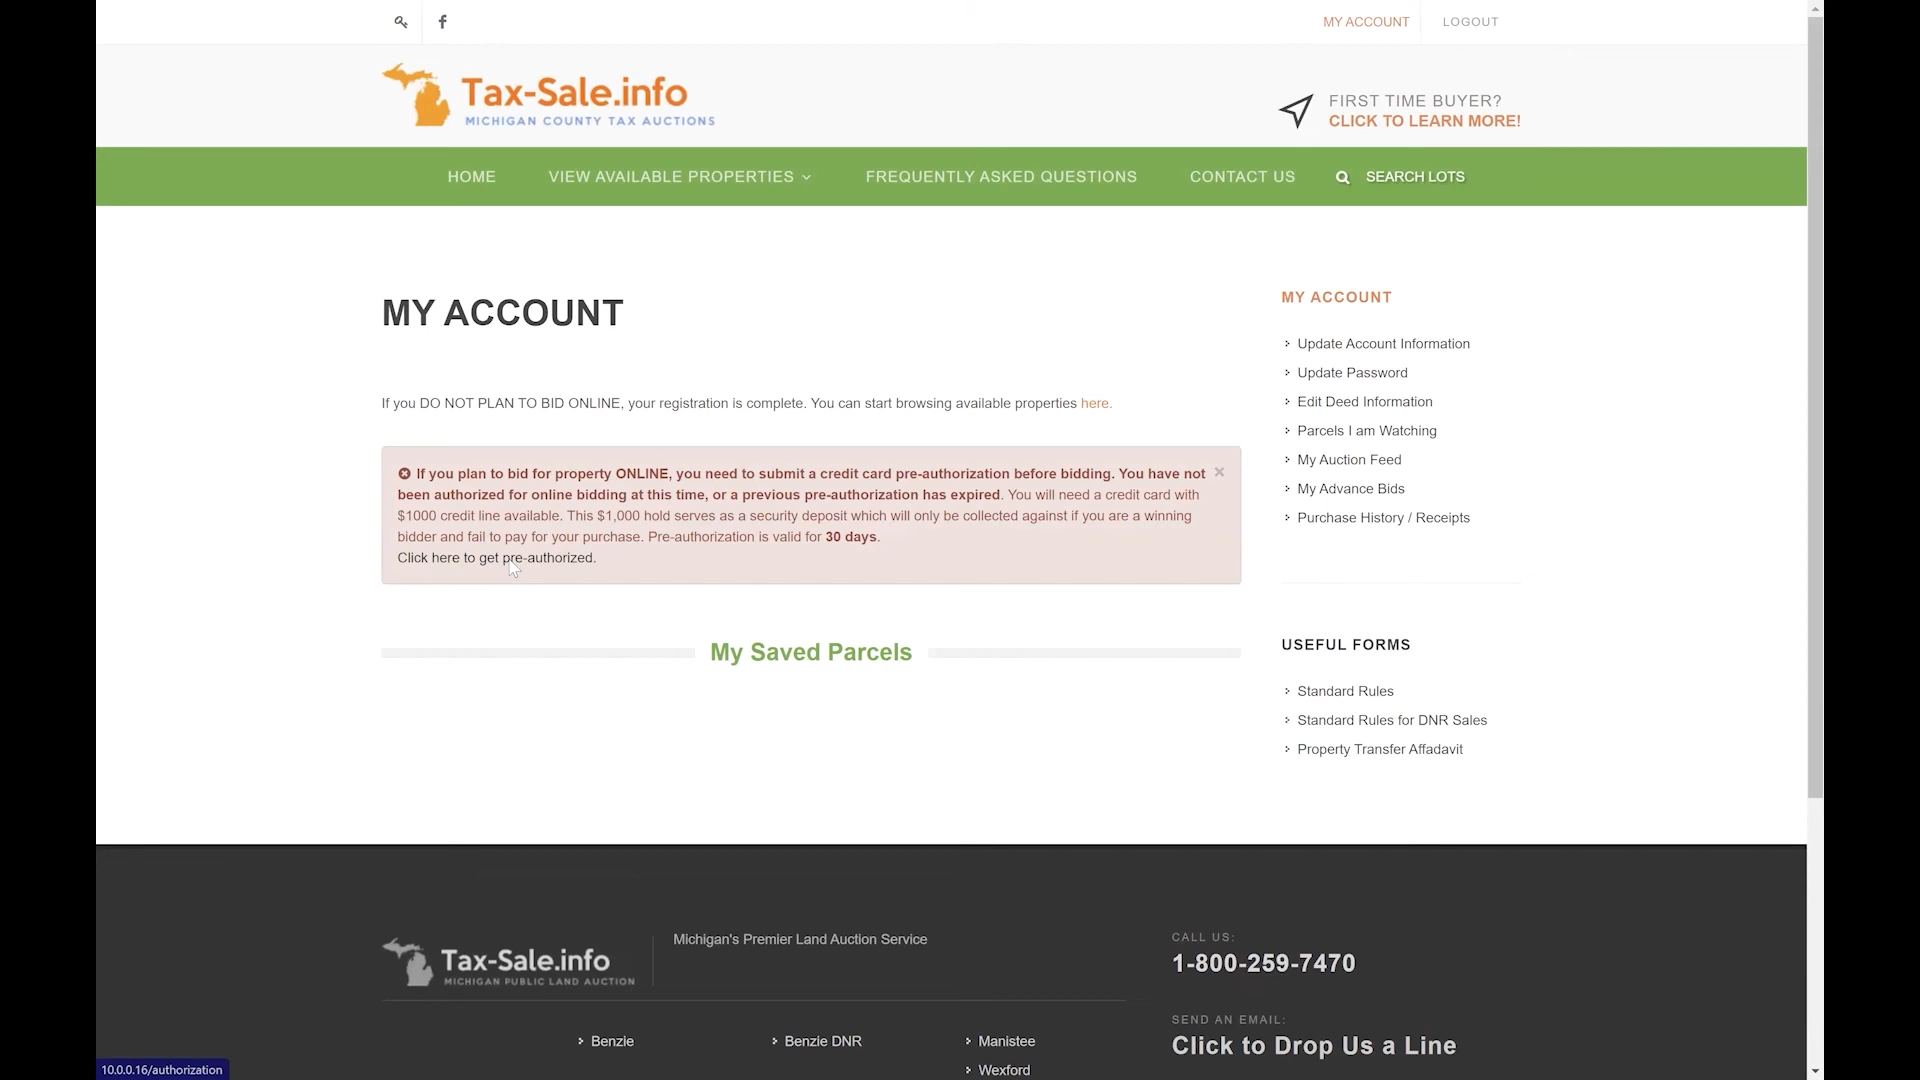 MY ACCOUNT
LOGOUT
Tax-Sale.info
MICHIGAN COUNTY TAX AUCTIONS
FIRST TIME BUYER?
CLICK TO LEARN MORE!
HOME
VIEW AVAILABLE PROPERTIES
FREQUENTLY ASKED QUESTIONS
CONTACT US
SEARCH LOTS
MY ACCOUNT
If you DO NOT PLAN TO BID ONLINE, your registration is complete. You can start browsing available properties here.
If you plan to bid for property ONLINE, you need to submit a credit card pre-authorization before bidding. You have not
been authorized for online bidding at this time, or a previous pre-authorization has expired. You will need a credit card with
$1000 credit line available. This $1,000 hold serves as a security deposit which will only be collected against if you are a winning
bidder and fail to pay for your purchase. Pre-authorization is valid for 30 days.
Click here to get pre-authorized.
My Saved Parcels
MY ACCOUNT
Update Account Information
Update Password
Edit Deed Information
Parcels I am Watching
My Auction Feed
My Advance Bids
Purchase History / Receipts
USEFUL FORMS
Standard Rules
Standard Rules for DNR Sales
Property Transfer Affadavit
Tax-Sale.info
MICHIGAN PUBLIC LAND AUCTION
Michigan's Premier Land Auction Service
Benzie
Benzie DNR
Manistee
Wexford
CALL US:
1-800-259-7470
SEND AN EMAIL:
Click to Drop Us a Line
10.0.0.16/authorization